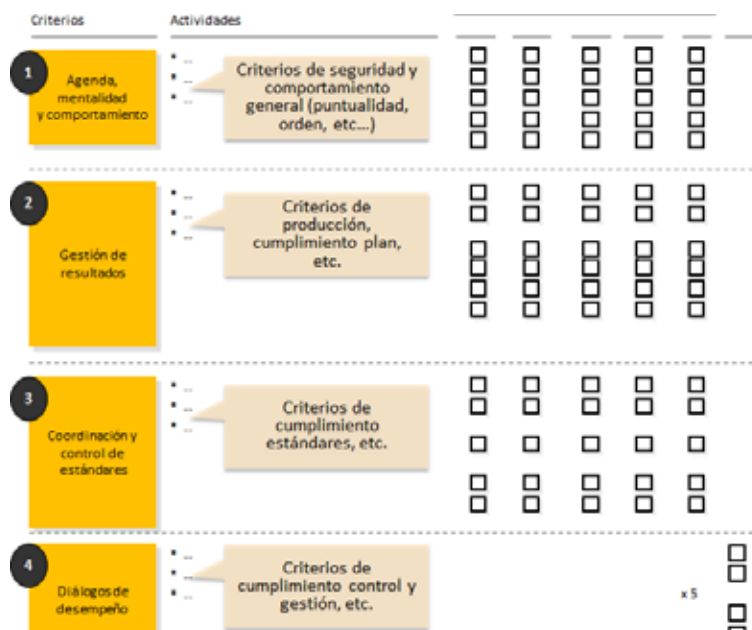 Criterios Actividades
1
Agenda,
mentalidad
y comportamiento
* ...
* ...
* ...
Criterios de seguridad y
comportamiento
general (puntualidad,
orden, etc...)
2
Gestión de
resultados
* ...
* ...
* ...
Criterios de
producción,
cumplimiento plan,
etc.
3
Coordinación y
control de
estándares
* ...
* ...
* ...
Criterios de
cumplimiento
estándares, etc.
4
Diálogos de
desempeño
* ...
* ...
* ...
Criterios de
cumplimiento control y
gestión, etc.
x 5